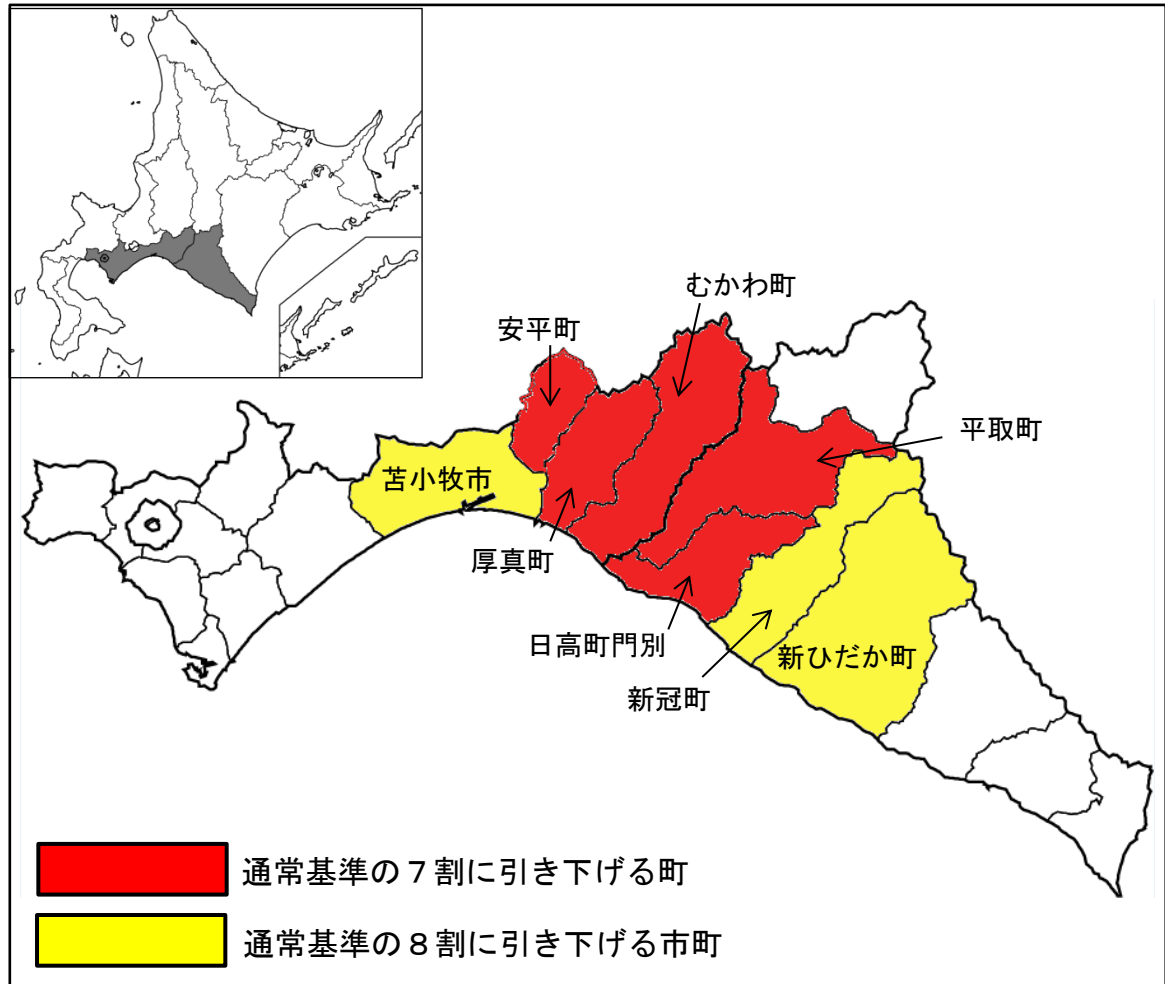 むかわ町
安平町
平取町
苫小牧市
厚真町
日高町門別
新ひだか町
新冠町
通常基準の７割に引き下げる町
通常基準の８割に引き下げる市町